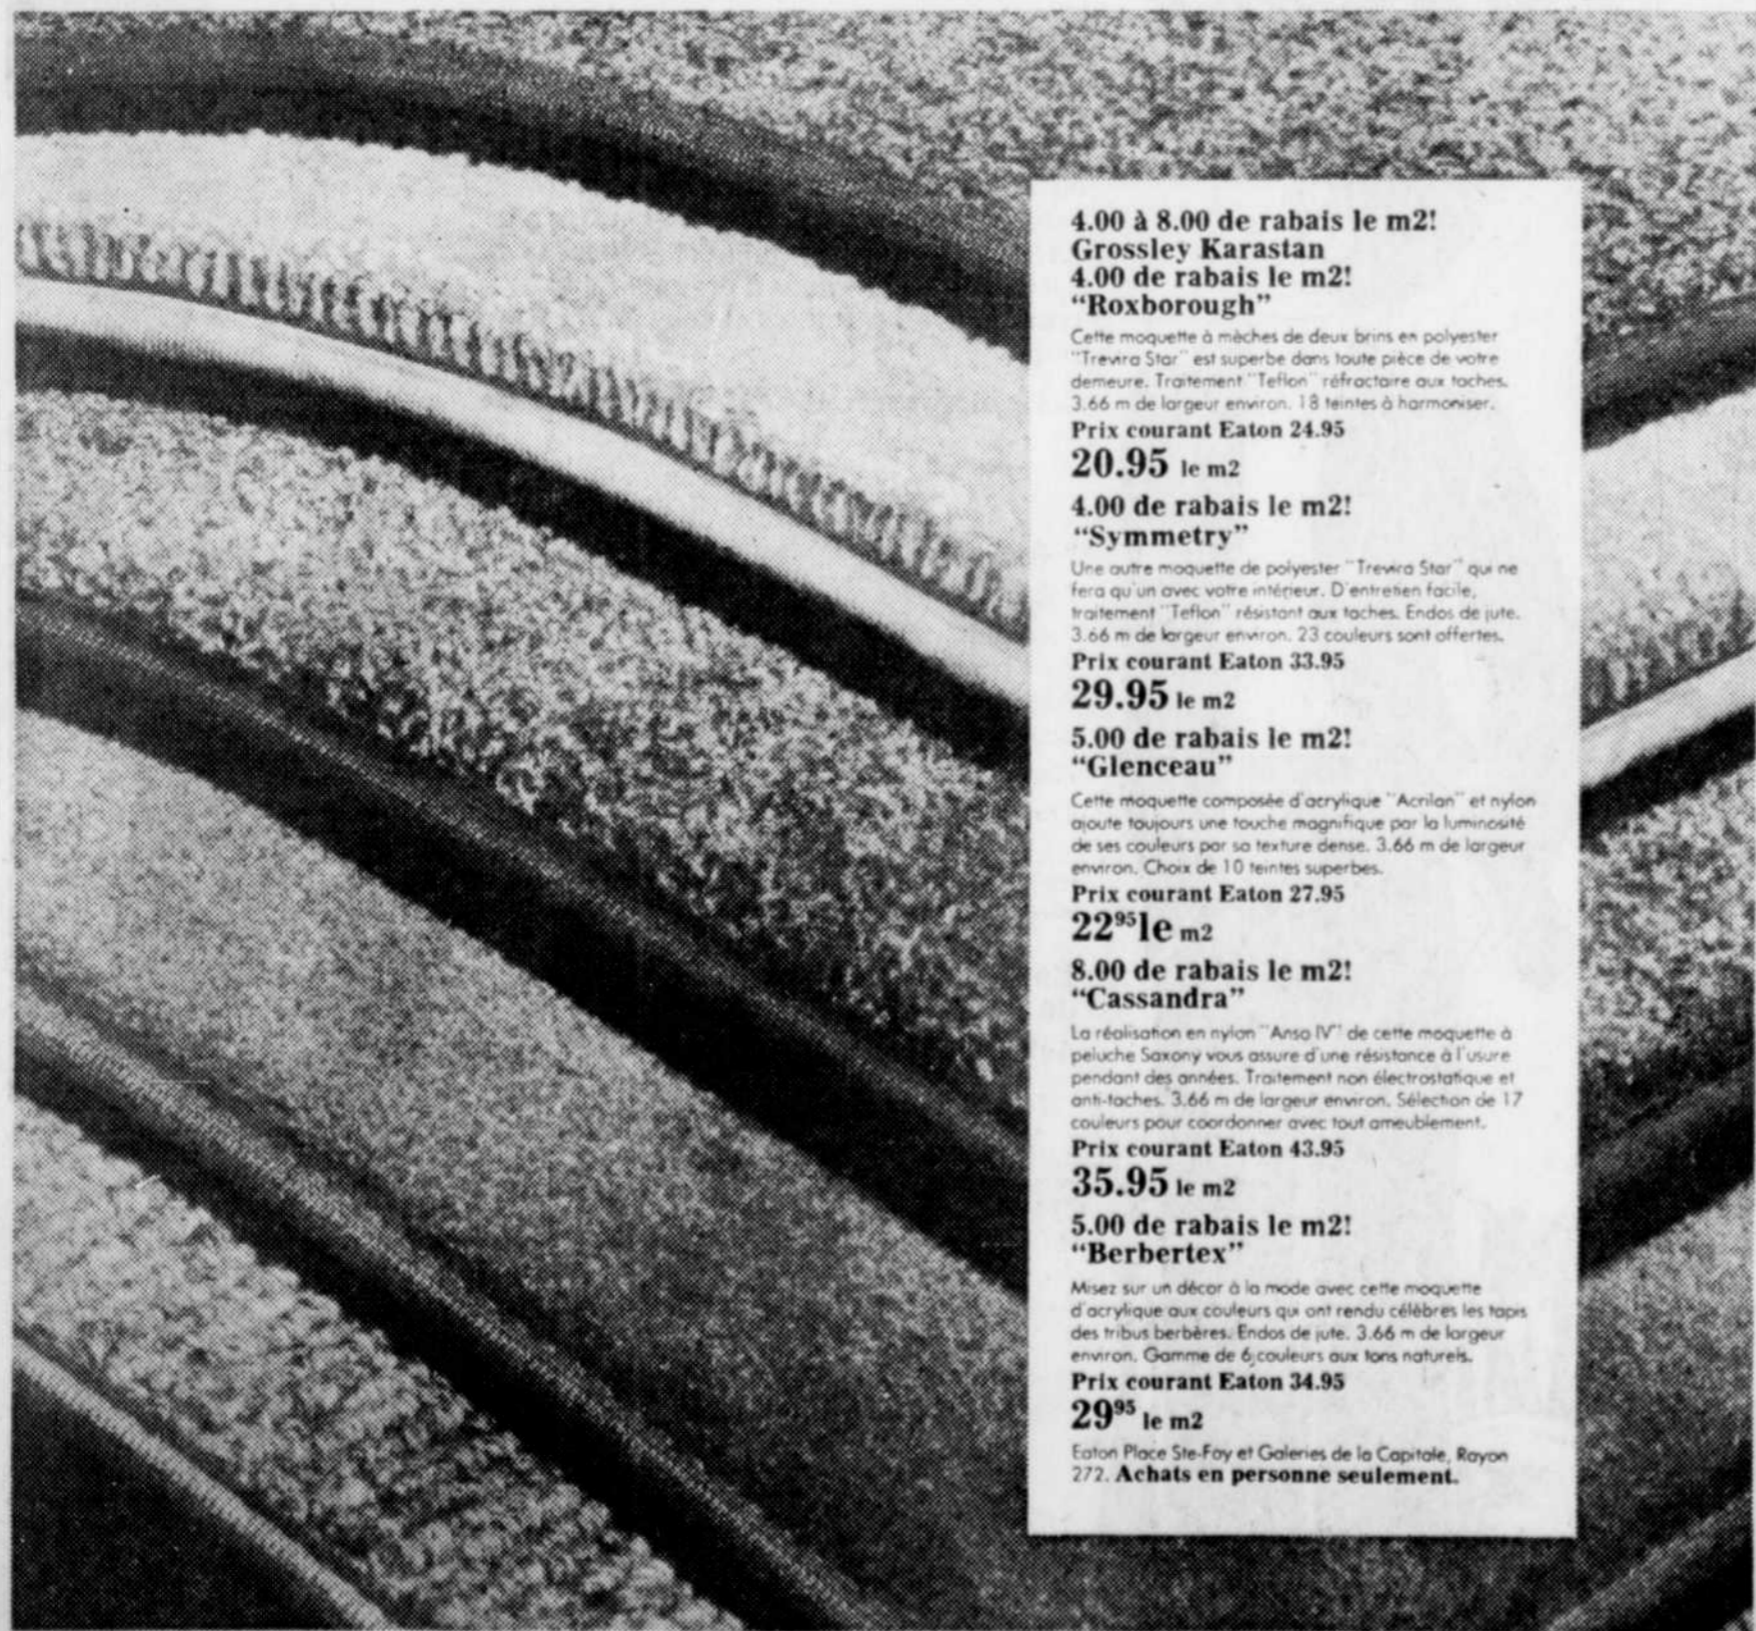 4.00 à 8.00 de rabais le m2!
Grossley Karastan
4.00 de rabais le m2!
“Roxborough”
Cette moquette à mèches de deux brins en polyester
"Trevira Star" est superbe dans toute pièce de votre
demeure. Traitement "Teflon" réfractaire aux taches.
3.66 m de largeur environ. 18 teintes à harmoniser.
Prix courant Eaton 24.95
20.95 le m2
4.00 de rabais le m2!
“Symmetry”
Une autre moquette de polyester "Trevira Star" qui ne
fera qu'un avec votre intérieur. D'entretien facile,
traitement "Teflon" résistant aux taches. Endos de jute.
3.66 m de largeur environ. 23 couleurs sont offertes.
Prix courant Eaton 33.95
29.95 le m2
5.00 de rabais le m2!
“Glenceau”
Cette moquette composée d'acrylique "Acrilan" et nylon
ajoute toujours une touche magnifique par la luminosité
de ses couleurs par sa texture dense. 3.66 m de largeur
environ. Choix de 10 teintes superbes.
Prix courant Eaton 27.95
2295 le m2
8.00 de rabais le m2!
“Cassandra”
La réalisation en nylon "Anso IV" de cette moquette à
peluche Saxony vous assure d'une résistance à l'usure
pendant des années. Traitement non électrostatique et
anti-taches. 3.66 m de largeur environ. Sélection de 17
couleurs pour coordonner avec tout ameublement.
Prix courant Eaton 43.95
35.95 le m2
5.00 de rabais le m2!
“Berbertex”
Misez sur un décor à la mode avec cette moquette
d'acrylique aux couleurs qui ont rendu célèbres les tapis
des tribus berbères. Endos de jute. 3.66 m de largeur
environ. Gamme de 6 couleurs aux tons naturels.
Prix courant Eaton 34.95
2995 le m2
Eaton Place Ste-Foy et Galeries de la Capitale, Rayon
272. Achats en personne seulement.